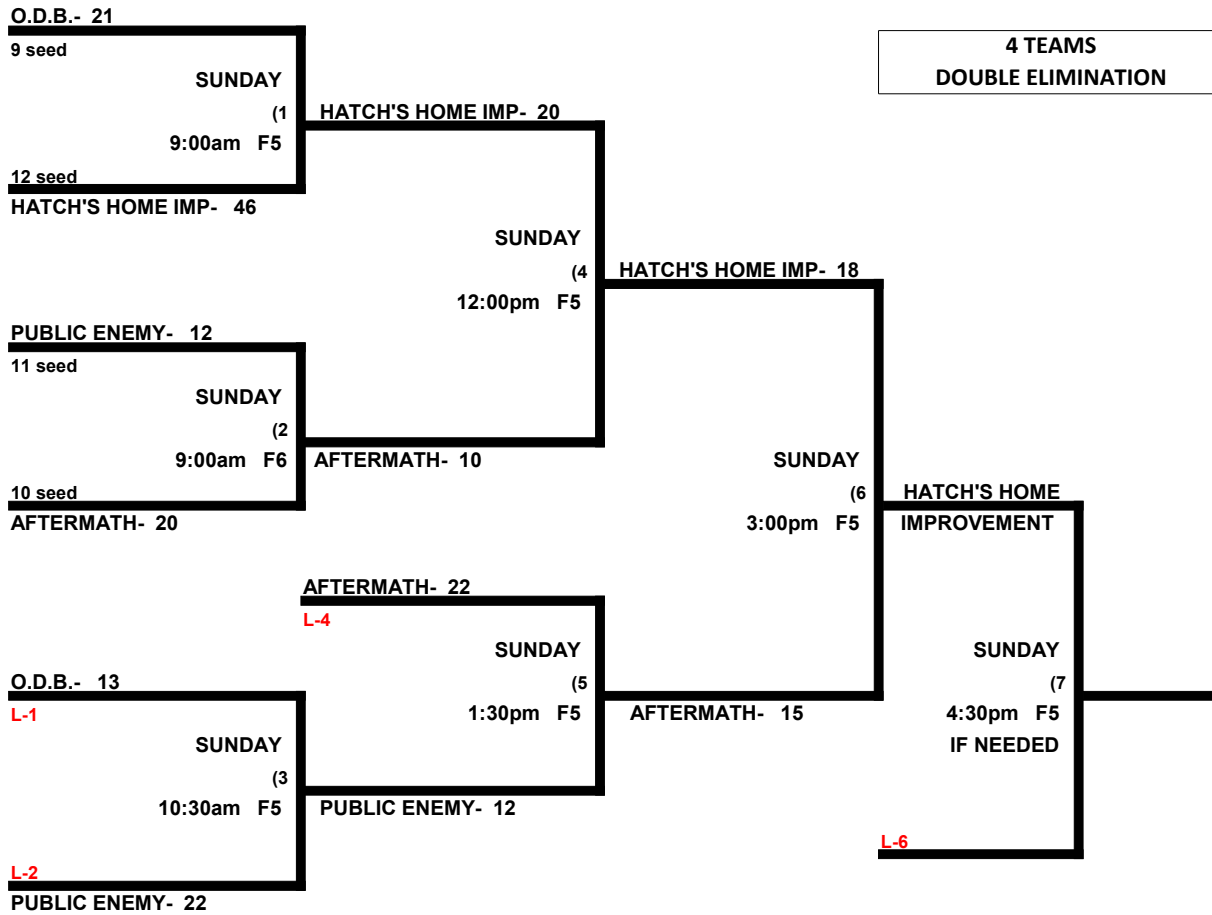 O.D.B.- 21
9 seed
4 TEAMS
DOUBLE ELIMINATION
SUNDAY
(1
9:00am F5
HATCH'S HOME IMP- 20
12 seed
HATCH'S HOME IMP- 46
SUNDAY
(4
12:00pm F5
HATCH'S HOME IMP- 18
PUBLIC ENEMY- 12
11 seed
SUNDAY
(2
9:00am F6
AFTERMATH- 10
10 seed
AFTERMATH- 20
SUNDAY
(6
3:00pm F5
HATCH'S HOME
IMPROVEMENT
AFTERMATH- 22
L-4
SUNDAY
(5
1:30pm F5
AFTERMATH- 15
O.D.B.- 13
L-1
SUNDAY
(3
10:30am F5
PUBLIC ENEMY- 12
L-2
PUBLIC ENEMY- 22
SUNDAY
(7
4:30pm F5
IF NEEDED
L-6